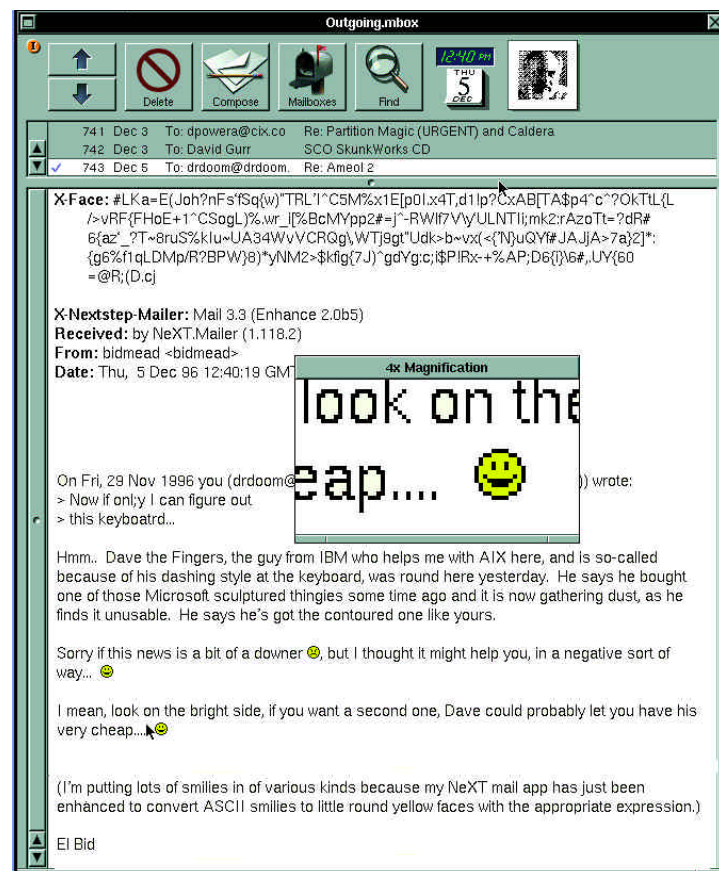 Outgoing.mbox
Delete
Compose
Mailboxes
Find
12:40 PM
THU
5
DEC
741 Dec 3 To: dpowera@cix.co Re: Partition Magic (URGENT) and Caldera
742 Dec 3 To: David Gurr SCO SkunkWorks CD
743 Dec 5 To: drdoom@drdoom. Re: Ameol 2
X-Face:
X-Nextstep-Mailer: Mail 3.3 (Enhance 2.0b5)
Received: by NeXT.Mailer (1.118.2)
From: bidmead <bidmead>
Date: Thu, 5 Dec 96 12:40:19 GMT
4x Magnification
look on the
eap....
On Fri, 29 Nov 1996 you (drdoom@ )) wrote:
> Now if onl;y I can figure out
> this keyboatrd...
Hmm.. Dave the Fingers, the guy from IBM who helps me with AIX here, and is so-called
because of his dashing style at the keyboard, was round here yesterday. He says he bought
one of those Microsoft sculptured thingies some time ago and it is now gathering dust, as he
finds it unusable. He says he's got the contoured one like yours.
Sorry if this news is a bit of a downer , but I thought it might help you, in a negative sort of
way...
I mean, look on the bright side, if you want a second one, Dave could probably let you have his
very cheap....
(I'm putting lots of smilies in of various kinds because my NeXT mail app has just been
enhanced to convert ASCII smilies to little round yellow faces with the appropriate expression.)
El Bid